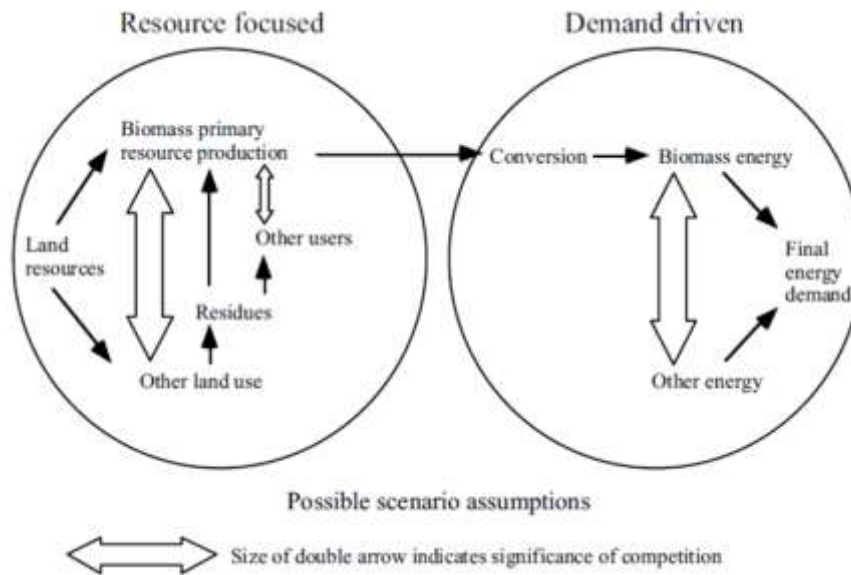 Resource focused
Demand driven
Biomass primary
resource production
Conversion
Biomass energy
Other users
Land
resources
Final
energy
demand
Residues
Other land use
Other energy
Possible scenario assumptions
Size of double arrow indicates significance of competition